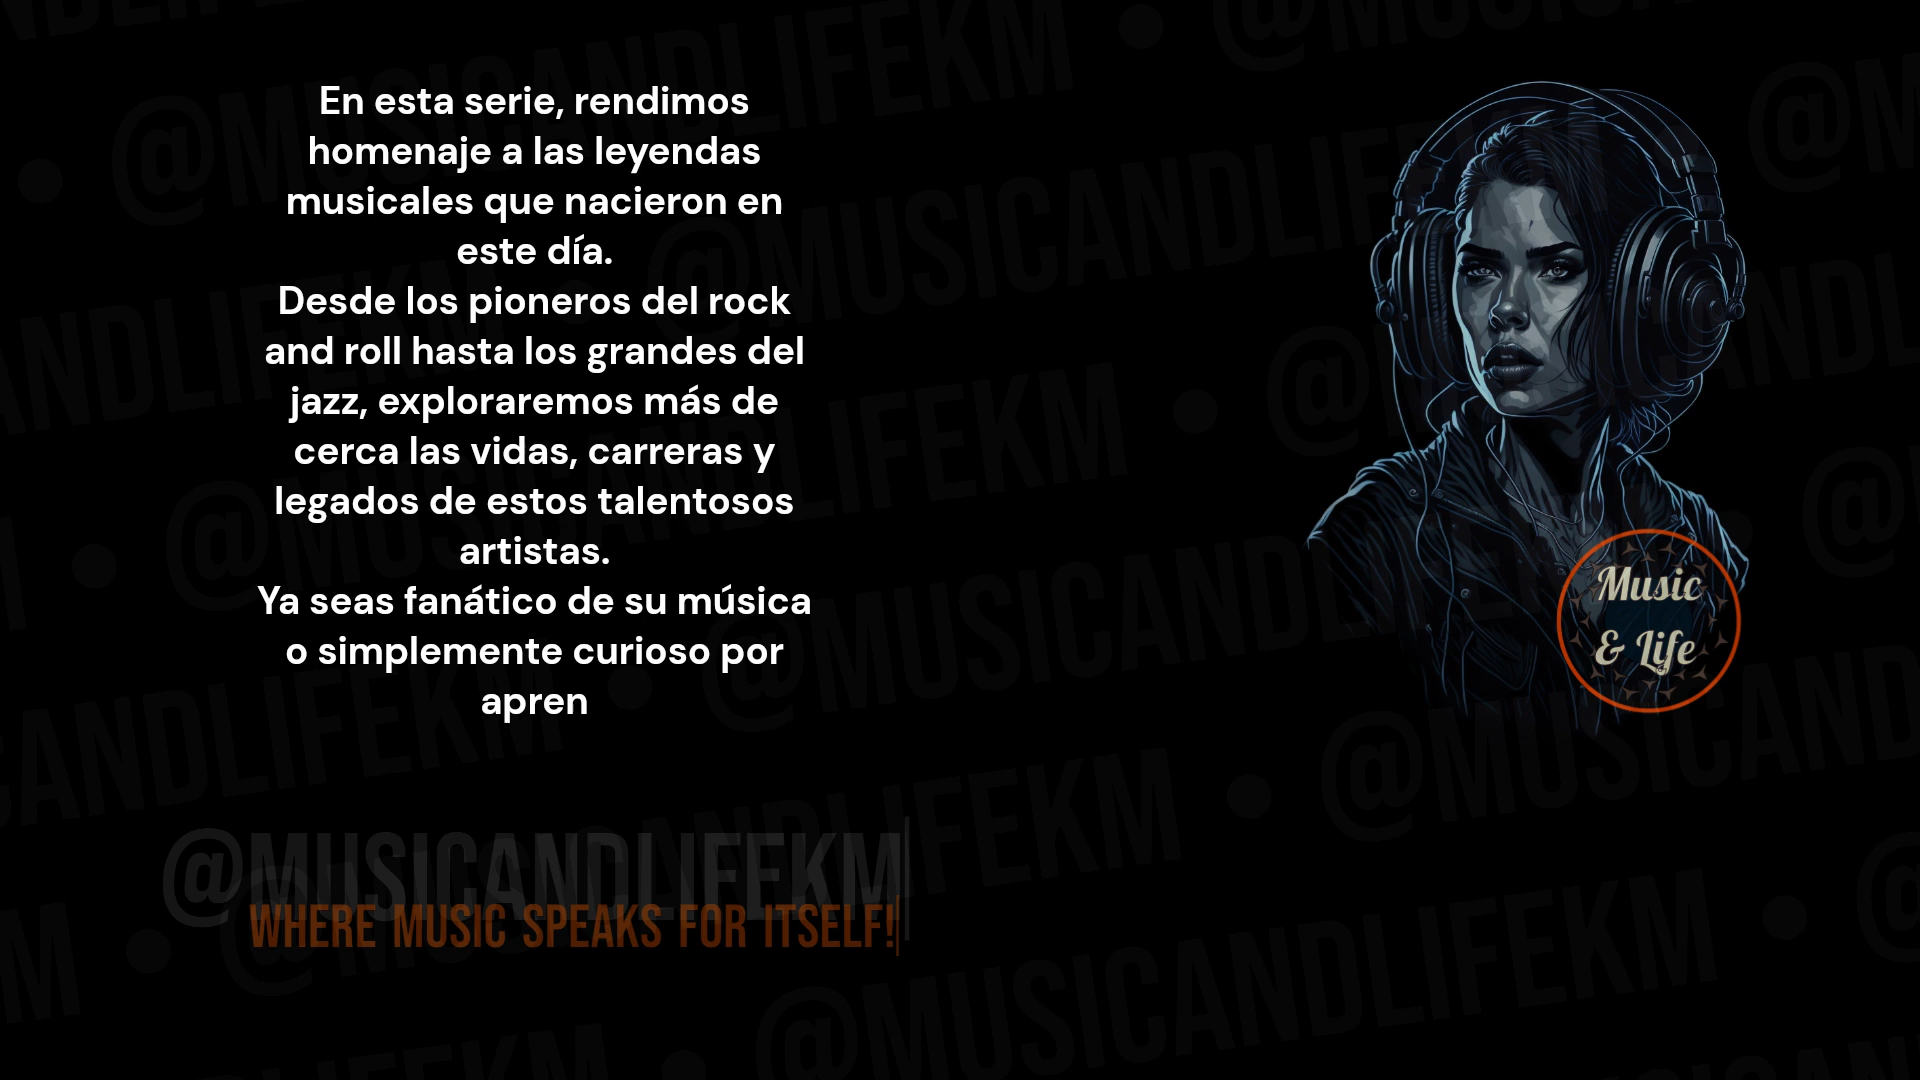 En esta serie, rendimos
homenaje a las leyendas
musicales que nacieron en
este día.
Desde los pioneros del rock
and roll hasta los grandes del
jazz, exploraremos más de
cerca las vidas, carreras y
legados de estos talentosos
artistas.
Ya seas fanático de su música
o simplemente curioso por
apren
Music
& Life
@MUSICANDLIFEKM
WHERE MUSIC SPEAKS FOR ITSELF!